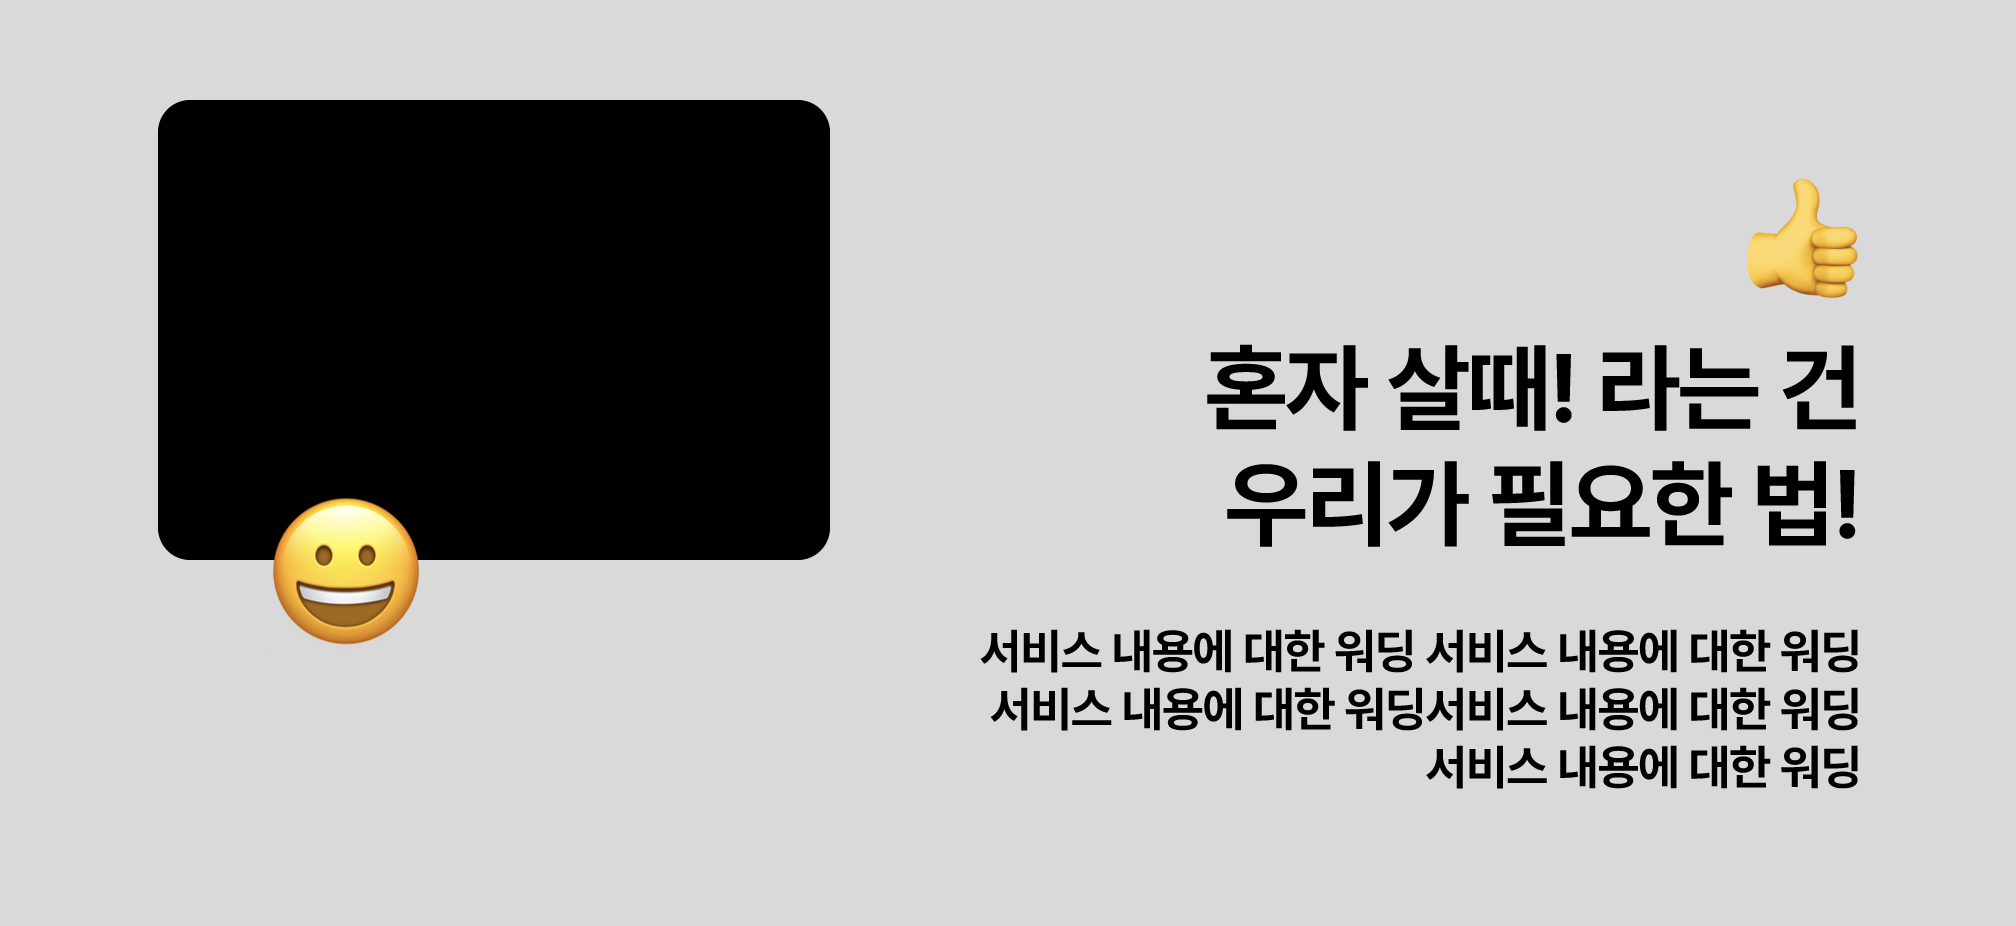 혼자 살때! 라는 건
우리가 필요한 법!
서비스 내용에 대한 워딩 서비스 내용에 대한 워딩
서비스 내용에 대한 워딩서비스 내용에 대한 워딩
서비스 내용에 대한 워딩